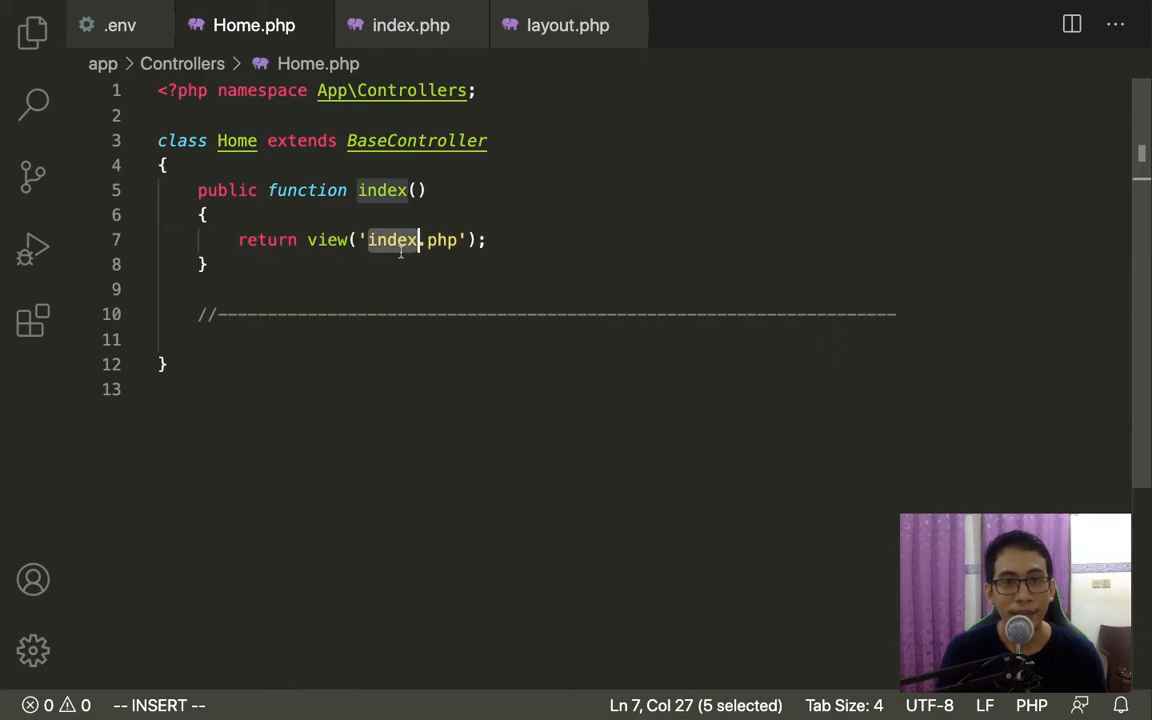 .env
Home.php
index.php
layout.php
···
app > Controllers > Home.php
1 <?php namespace App\Controllers;
2
3 class Home extends BaseController
4 {
5 public function index()
6 {
7 return view('index.php');
8 }
9
10 //--------------------------------------------------------------------
11
12 }
13
0 0 -- INSERT --
Ln 7, Col 27 (5 selected) Tab Size: 4 UTF-8 LF PHP